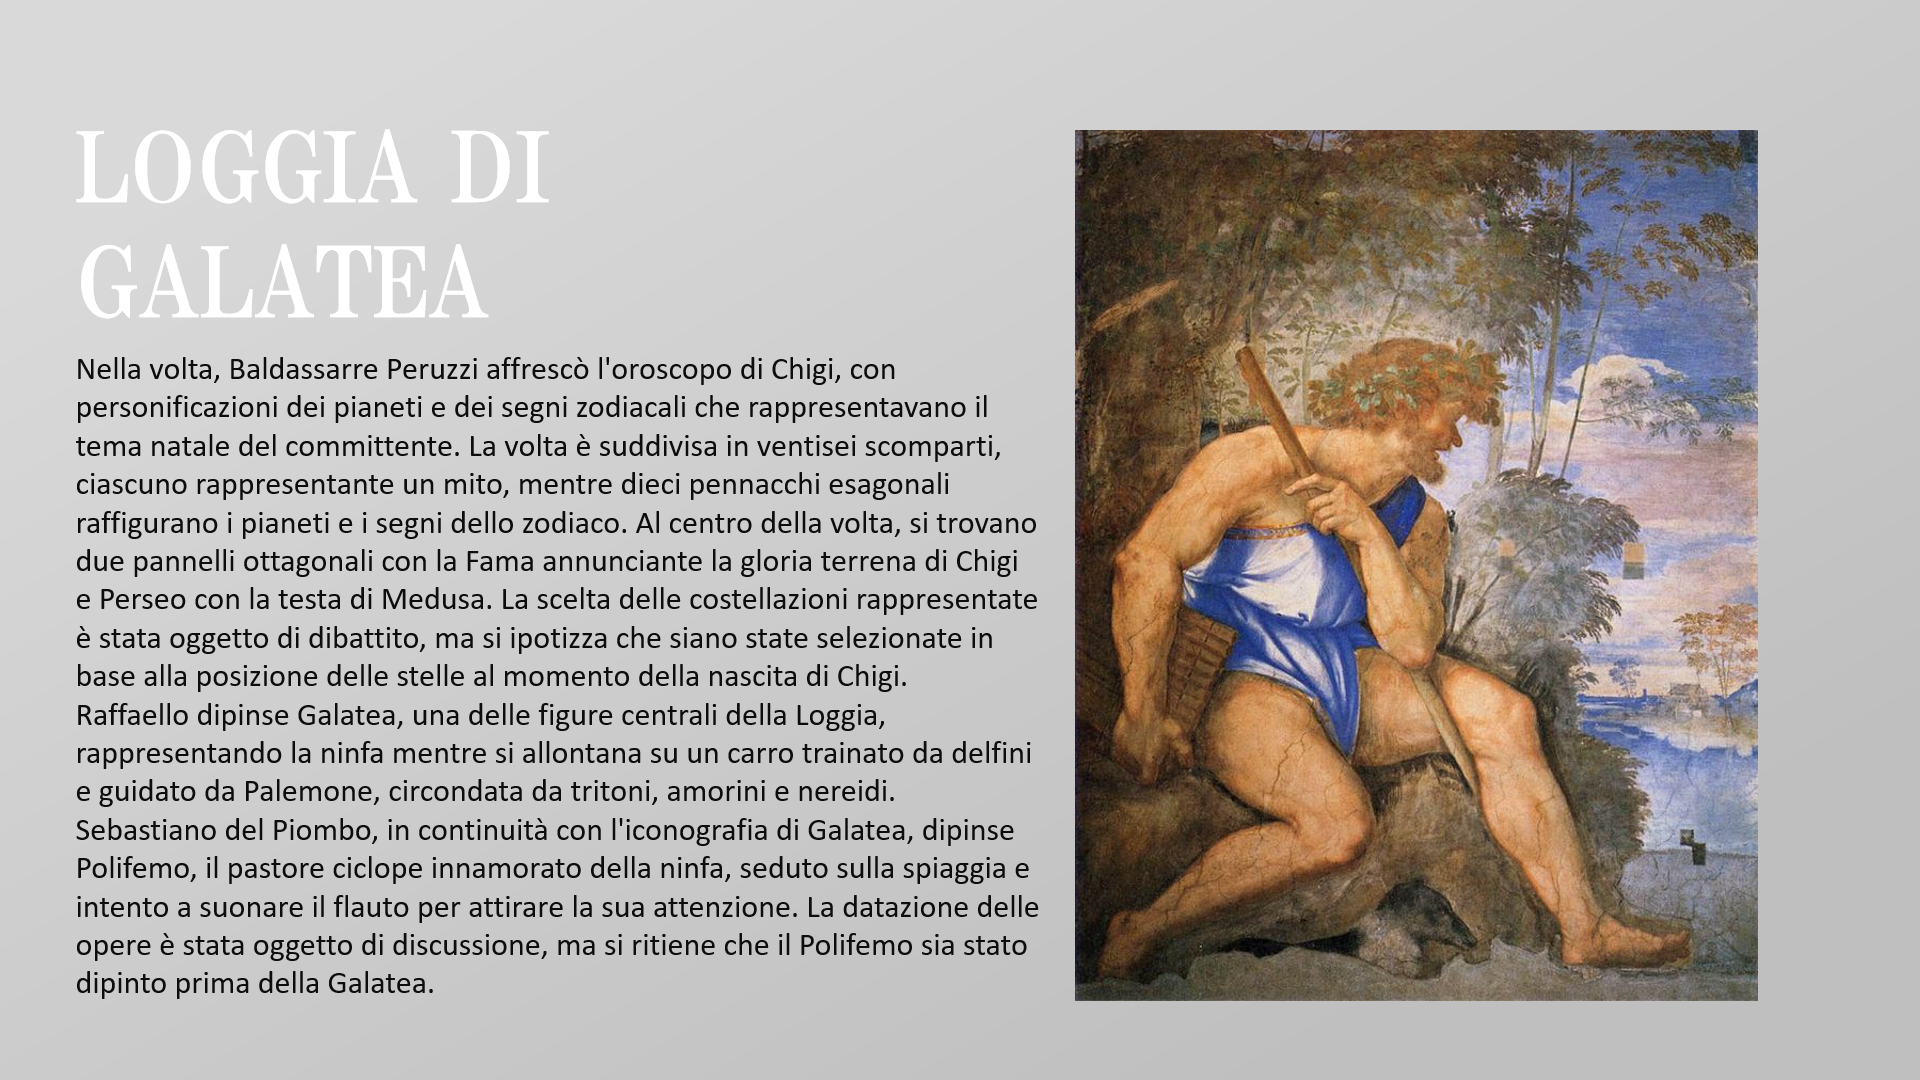 LOGGIA DI
GALATEA
Nella volta, Baldassarre Peruzzi affrescò l'oroscopo di Chigi, con
personificazioni dei pianeti e dei segni zodiacali che rappresentavano il
tema natale del committente. La volta è suddivisa in ventisei scomparti,
ciascuno rappresentante un mito, mentre dieci pennacchi esagonali
raffigurano i pianeti e i segni dello zodiaco. Al centro della volta, si trovano
due pannelli ottagonali con la Fama annunciante la gloria terrena di Chigi
e Perseo con la testa di Medusa. La scelta delle costellazioni rappresentate
è stata oggetto di dibattito, ma si ipotizza che siano state selezionate in
base alla posizione delle stelle al momento della nascita di Chigi.
Raffaello dipinse Galatea, una delle figure centrali della Loggia,
rappresentando la ninfa mentre si allontana su un carro trainato da delfini
e guidato da Palemone, circondata da tritoni, amorini e nereidi.
Sebastiano del Piombo, in continuità con l'iconografia di Galatea, dipinse
Polifemo, il pastore ciclope innamorato della ninfa, seduto sulla spiaggia e
intento a suonare il flauto per attirare la sua attenzione. La datazione delle
opere è stata oggetto di discussione, ma si ritiene che il Polifemo sia stato
dipinto prima della Galatea.